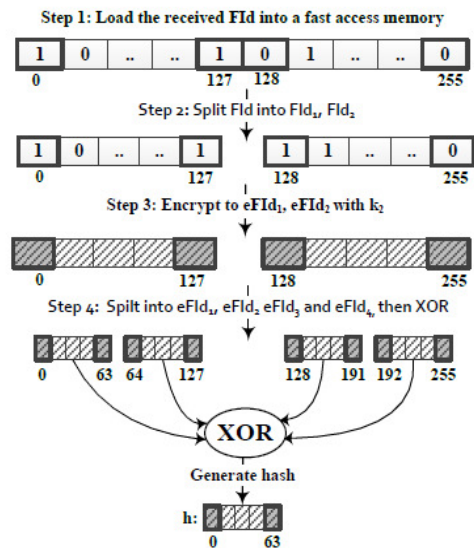 Step 1: Load the received FId into a fast access memory
1 0 .. .. 1 0 1 .. .. 0
0 127 128 255
Step 2: Split FId into FId₁, FId₂
1 0 .. .. 1 1 1 .. .. 0
0 127 128 255
Step 3: Encrypt to eFId₁, eFId₂ with k₂
0 127 128 255
Step 4: Spilt into eFId₁, eFId₂ eFId₃ and eFId₄, then XOR
0 63 64 127 128 191 192 255
XOR
Generate hash
h:
0 63